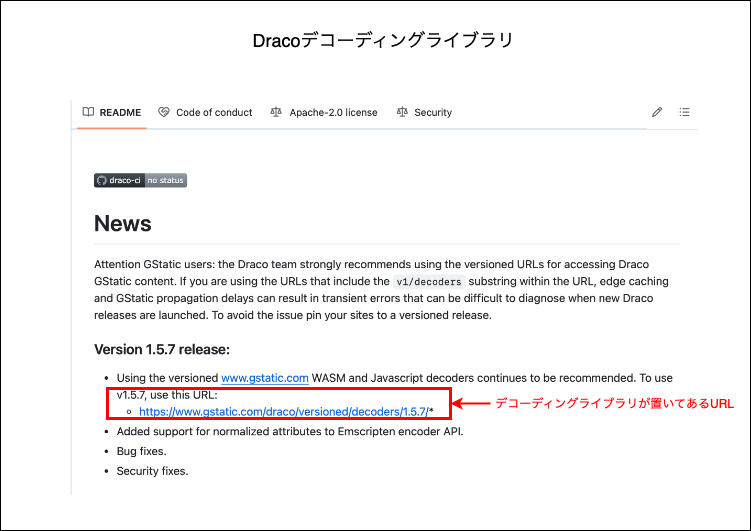 Dracoデコーディングライブラリ
README Code of conduct Apache-2.0 license Security
draco-ci no status
News
Attention GStatic users: the Draco team strongly recommends using the versioned URLs for accessing Draco
GStatic content. If you are using the URLs that include the v1/decoders substring within the URL, edge caching
and GStatic propagation delays can result in transient errors that can be difficult to diagnose when new Draco
releases are launched. To avoid the issue pin your sites to a versioned release.
Version 1.5.7 release:
• Using the versioned www.gstatic.com WASM and Javascript decoders continues to be recommended. To use
v1.5.7, use this URL:
◦ https://www.gstatic.com/draco/versioned/decoders/1.5.7/*
デコーディングライブラリが置いてあるURL
• Added support for normalized attributes to Emscripten encoder API.
• Bug fixes.
• Security fixes.